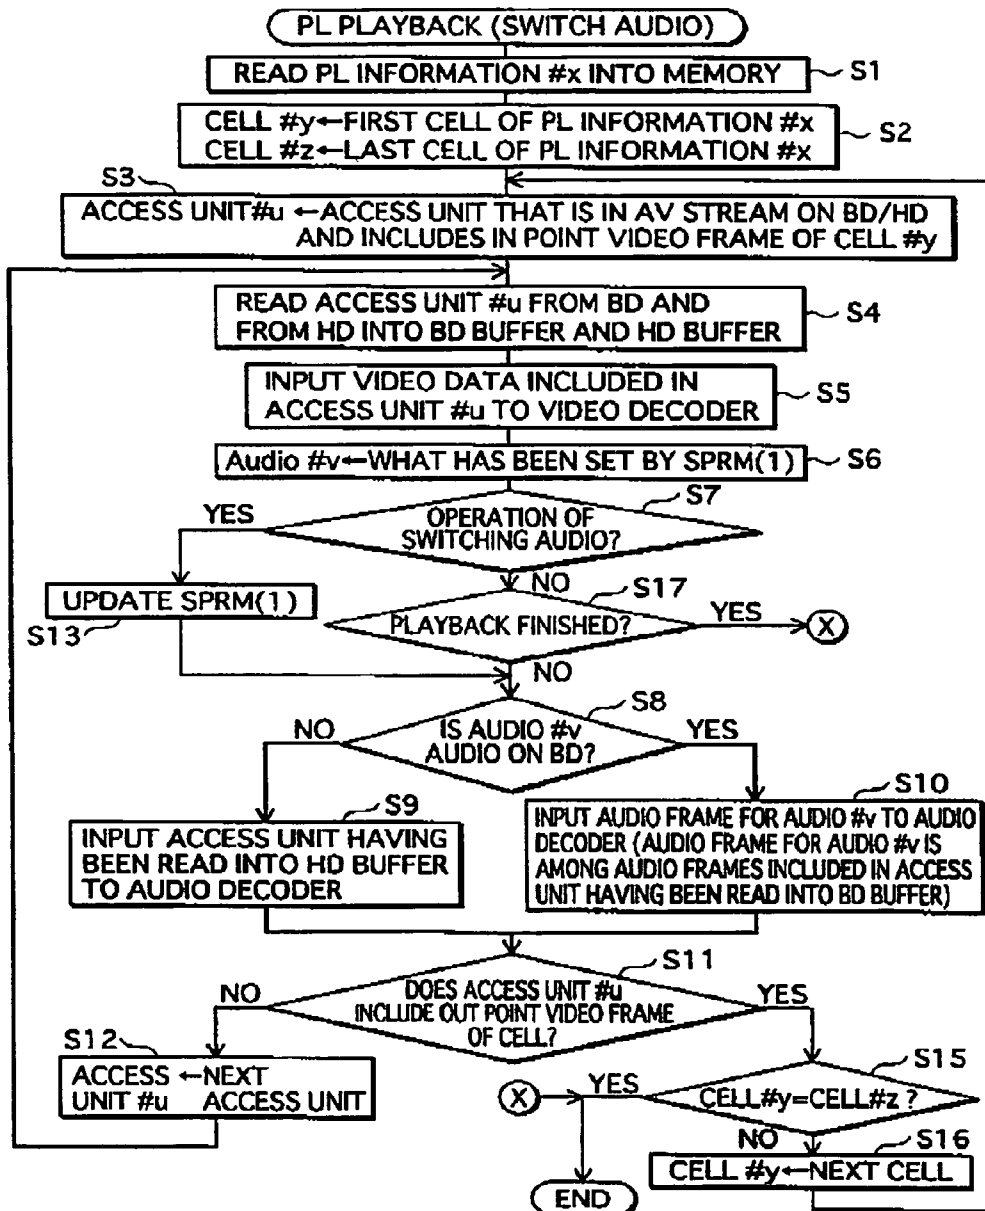 PL PLAYBACK (SWITCH AUDIO)
READ PL INFORMATION #x INTO MEMORY
S1
CELL #y←FIRST CELL OF PL INFORMATION #x
CELL #z←LAST CELL OF PL INFORMATION #x
S2
S3
ACCESS UNIT#u ←ACCESS UNIT THAT IS IN AV STREAM ON BD/HD
AND INCLUDES IN POINT VIDEO FRAME OF CELL #y
READ ACCESS UNIT #u FROM BD AND
FROM HD INTO BD BUFFER AND HD BUFFER
S4
INPUT VIDEO DATA INCLUDED IN
ACCESS UNIT #u TO VIDEO DECODER
S5
Audio #v←WHAT HAS BEEN SET BY SPRM(1)
S6
S7
YES
OPERATION OF
SWITCHING AUDIO?
NO
UPDATE SPRM(1)
S13
S17
PLAYBACK FINISHED?
YES
X
NO
S8
NO
IS AUDIO #v
AUDIO ON BD?
YES
S9
INPUT ACCESS UNIT HAVING
BEEN READ INTO HD BUFFER
TO AUDIO DECODER
S10
INPUT AUDIO FRAME FOR AUDIO #v TO AUDIO
DECODER (AUDIO FRAME FOR AUDIO #v IS
AMONG AUDIO FRAMES INCLUDED IN ACCESS
UNIT HAVING BEEN READ INTO BD BUFFER)
S11
NO
DOES ACCESS UNIT #u
INCLUDE OUT POINT VIDEO FRAME
OF CELL?
YES
S12
ACCESS ←NEXT
UNIT #u ACCESS UNIT
S15
X
YES
CELL#y=CELL#z ?
NO
S16
CELL #y←NEXT CELL
END